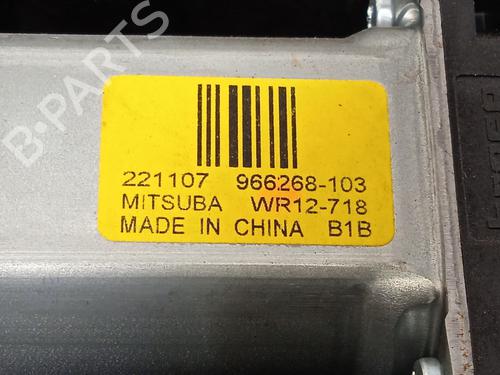 B-PARTS
221107 966268-103
MITSUBA WR12-718
MADE IN CHINA B1B